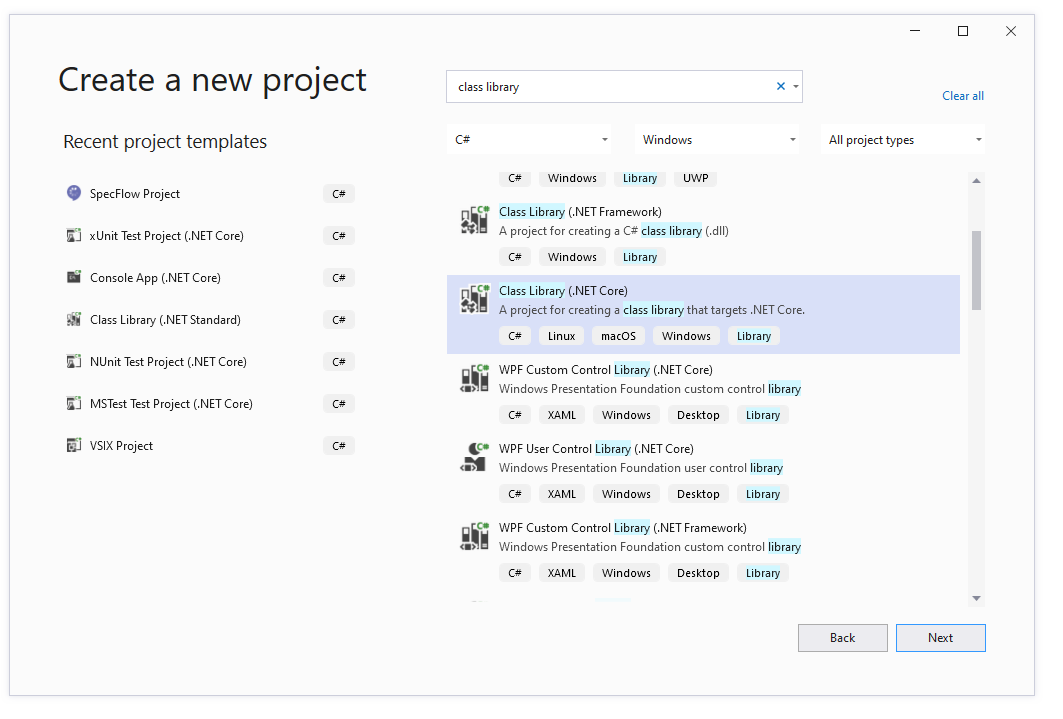 Create a new project
Recent project templates
SpecFlow Project C#
xUnit Test Project (.NET Core) C#
Console App (.NET Core) C#
Class Library (.NET Standard) C#
NUnit Test Project (.NET Core) C#
MSTest Test Project (.NET Core) C#
VSIX Project C#
class library
Clear all
C# Windows All project types
C# Windows Library UWP
Class Library (.NET Framework)
A project for creating a C# class library (.dll)
C# Windows Library
Class Library (.NET Core)
A project for creating a class library that targets .NET Core.
C# Linux macOS Windows Library
WPF Custom Control Library (.NET Core)
Windows Presentation Foundation custom control library
C# XAML Windows Desktop Library
WPF User Control Library (.NET Core)
Windows Presentation Foundation user control library
C# XAML Windows Desktop Library
WPF Custom Control Library (.NET Framework)
Windows Presentation Foundation custom control library
C# XAML Windows Desktop Library
Back Next